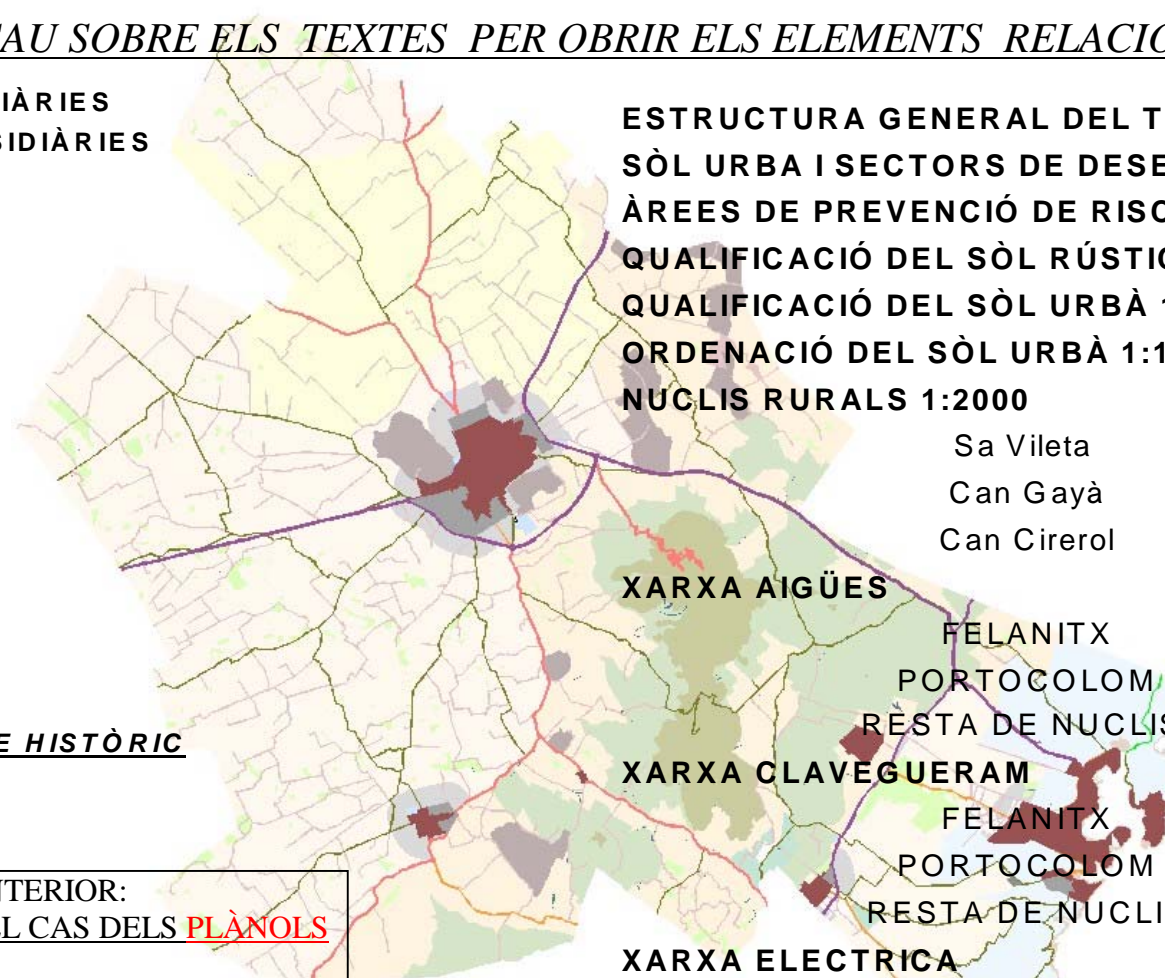 CAU SOBRE ELS TEXTES PER OBRIR ELS ELEMENTS RELACIO
IÀRIES
SIDIÀRIES
E HISTÒRIC
NTERIOR:
EL CAS DELS PLÀNOLS
ESTRUCTURA GENERAL DEL T
SÒL URBA I SECTORS DE DESE
ÀREES DE PREVENCIÓ DE RISC
QUALIFICACIÓ DEL SÒL RÚSTIC
QUALIFICACIÓ DEL SÒL URBÀ 1
ORDENACIÓ DEL SÒL URBÀ 1:1
NUCLIS RURALS 1:2000
Sa Vileta
Can Gayà
Can Cirerol
XARXA AIGÜES
FELANITX
PORTOCOLOM
RESTA DE NUCLIS
XARXA CLAVEGUERAM
FELANITX
PORTOCOLOM
RESTA DE NUCLI
XARXA ELECTRICA